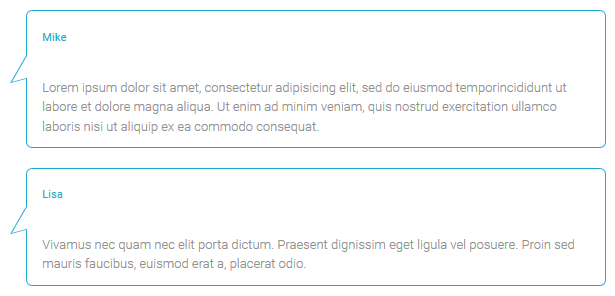 Mike
Lorem ipsum dolor sit amet, consectetur adipisicing elit, sed do eiusmod temporincididunt ut
labore et dolore magna aliqua. Ut enim ad minim veniam, quis nostrud exercitation ullamco
laboris nisi ut aliquip ex ea commodo consequat.
Lisa
Vivamus nec quam nec elit porta dictum. Praesent dignissim eget ligula vel posuere. Proin sed
mauris faucibus, euismod erat a, placerat odio.